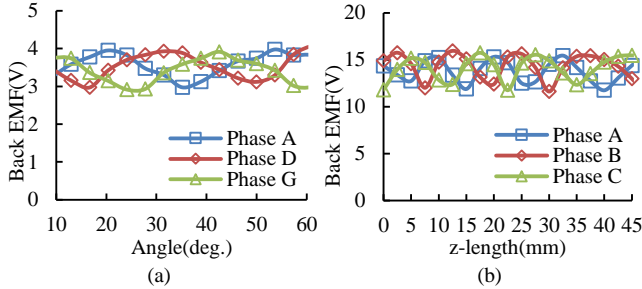 5
4
3
2
1
0
Back EMF(V)
Phase A
Phase D
Phase G
10 20 30 40 50 60
Angle(deg.)
(a)
20
15
10
5
0
Back EMF(V)
Phase A
Phase B
Phase C
0 5 10 15 20 25 30 35 40 45
z-length(mm)
(b)